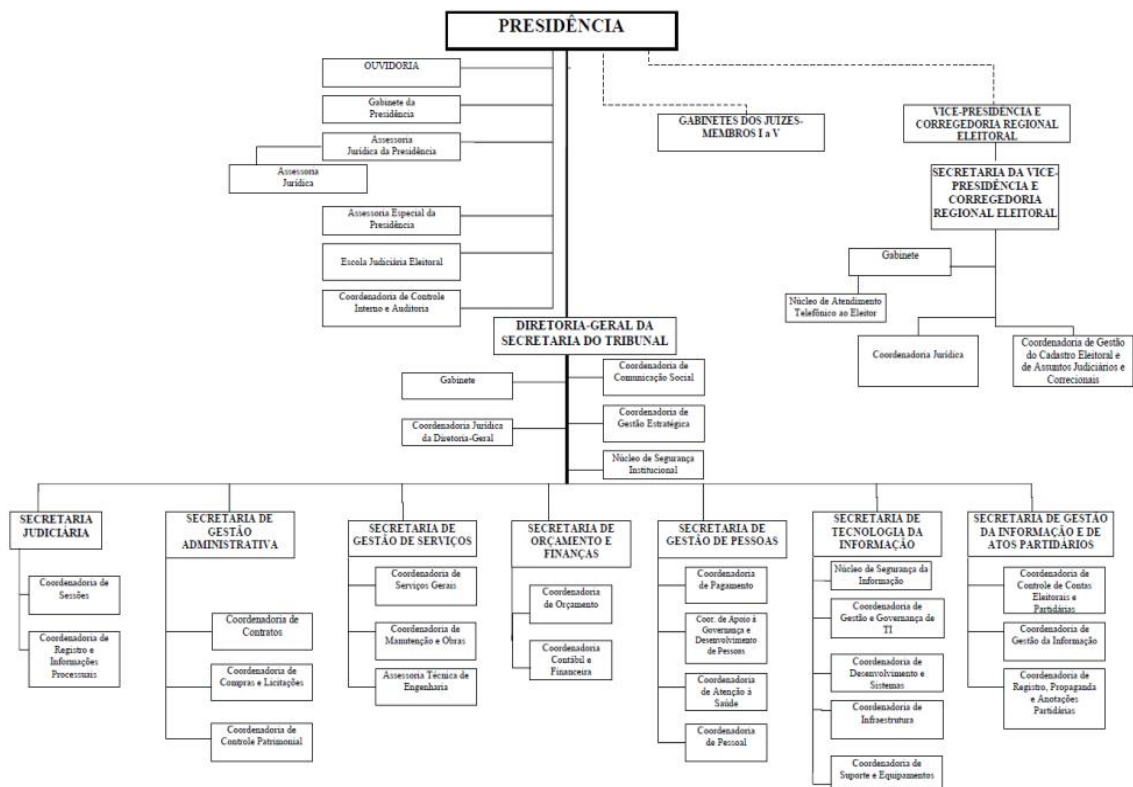 PRESIDÊNCIA
OUVIDORIA
Gabinete da
Presidência
Assessoria
Jurídica da Presidência
Assessoria
Jurídica
Assessoria Especial da
Presidência
Escola Judiciária Eleitoral
Coordenadoria de Controle
Interno e Auditoria
GABINETES DOS JUÍZES-
MEMBROS I a V
VICE-PRESIDÊNCIA E
CORREGEDORIA REGIONAL
ELEITORAL
SECRETARIA DA VICE-
PRESIDÊNCIA E
CORREGEDORIA
REGIONAL ELEITORAL
Gabinete
Núcleo de Atendimento
Telefônico ao Eleitor
Coordenadoria Jurídica
Coordenadoria de Gestão
do Cadastro Eleitoral e
de Assuntos Judiciários e
Correcionais
DIRETORIA-GERAL DA
SECRETARIA DO TRIBUNAL
Gabinete
Coordenadoria Jurídica
da Diretoria-Geral
Coordenadoria de
Comunicação Social
Coordenadoria de
Gestão Estratégica
Núcleo de Segurança
Institucional
SECRETARIA
JUDICIÁRIA
Coordenadoria de
Sessões
Coordenadoria de
Registro e
Informações
Processuais
SECRETARIA DE
GESTÃO
ADMINISTRATIVA
Coordenadoria de
Contratos
Coordenadoria de
Compras e Licitações
Coordenadoria de
Controle Patrimonial
SECRETARIA DE
GESTÃO DE SERVIÇOS
Coordenadoria de
Serviços Gerais
Coordenadoria de
Manutenção e Obras
Assessoria Técnica de
Engenharia
SECRETARIA DE
ORÇAMENTO E
FINANÇAS
Coordenadoria
de Orçamento
Coordenadoria
Contábil e
Financeira
SECRETARIA DE
GESTÃO DE PESSOAS
Coordenadoria
de Pagamento
Coor. de Apoio à
Governança e
Desenvolvimento
de Pessoas
Coordenadoria
de Atenção à
Saúde
Coordenadoria
de Pessoal
SECRETARIA DE
TECNOLOGIA DA
INFORMAÇÃO
Núcleo de Segurança da
Informação
Coordenadoria de
Gestão e Governança de
TI
Coordenadoria de
Desenvolvimento e
Sistemas
Coordenadoria de
Infraestrutura
Coordenadoria de
Suporte e Equipamentos
SECRETARIA DE GESTÃO
DA INFORMAÇÃO E DE
ATOS PARTIDÁRIOS
Coordenadoria de
Controle de Contas
Eleitorais e
Partidárias
Coordenadoria de
Gestão da Informação
Coordenadoria de
Registro, Propaganda
e Anotações
Partidárias